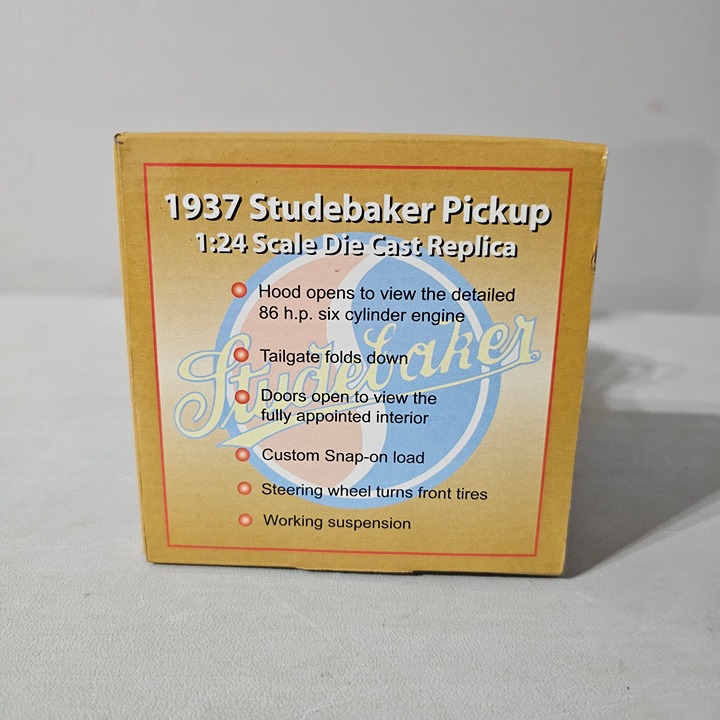 1937 Studebaker Pickup
1:24 Scale Die Cast Replica
Hood opens to view the detailed
86 h.p. six cylinder engine
Studebaker
Tailgate folds down
Doors open to view the
fully appointed interior
Custom Snap-on load
Steering wheel turns front tires
Working suspension